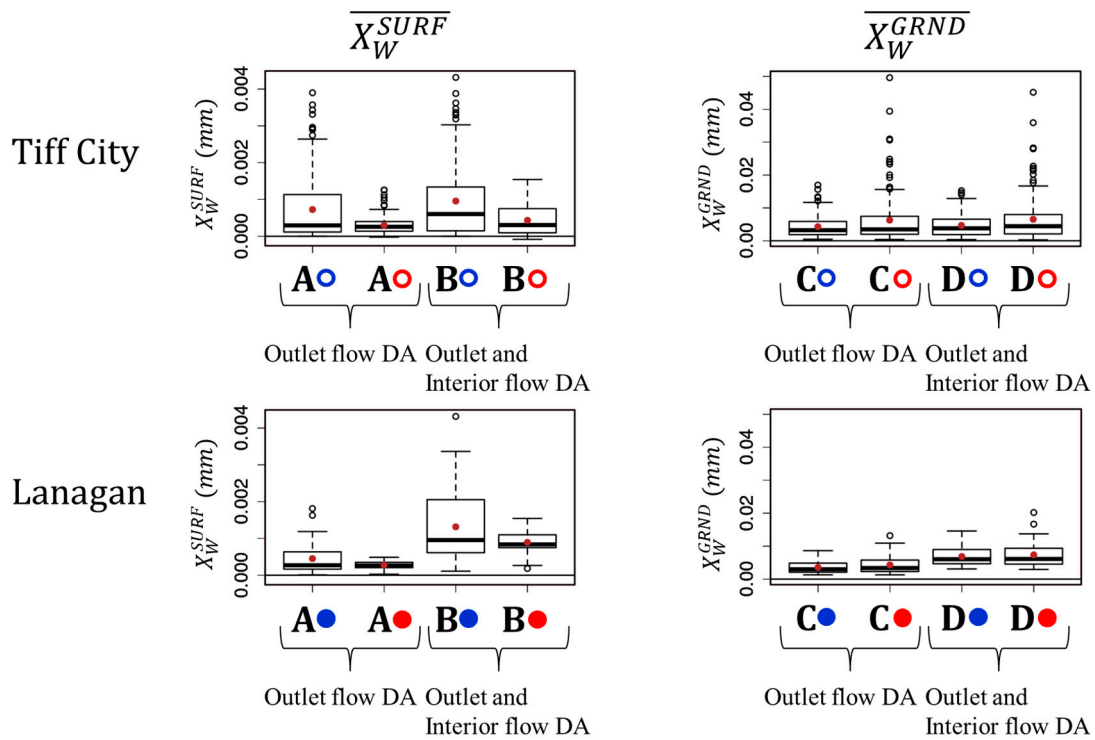 X_W^SURF X_W^GRND
Tiff City
X_W^SURF (mm)
0.004
0.002
0.000
A A B B
Outlet flow DA Outlet and
Interior flow DA
X_W^GRND (mm)
0.04
0.02
0.00
C C D D
Outlet flow DA Outlet and
Interior flow DA
Lanagan
X_W^SURF (mm)
0.004
0.002
0.000
A A B B
Outlet flow DA Outlet and
Interior flow DA
X_W^GRND (mm)
0.04
0.02
0.00
C C D D
Outlet flow DA Outlet and
Interior flow DA